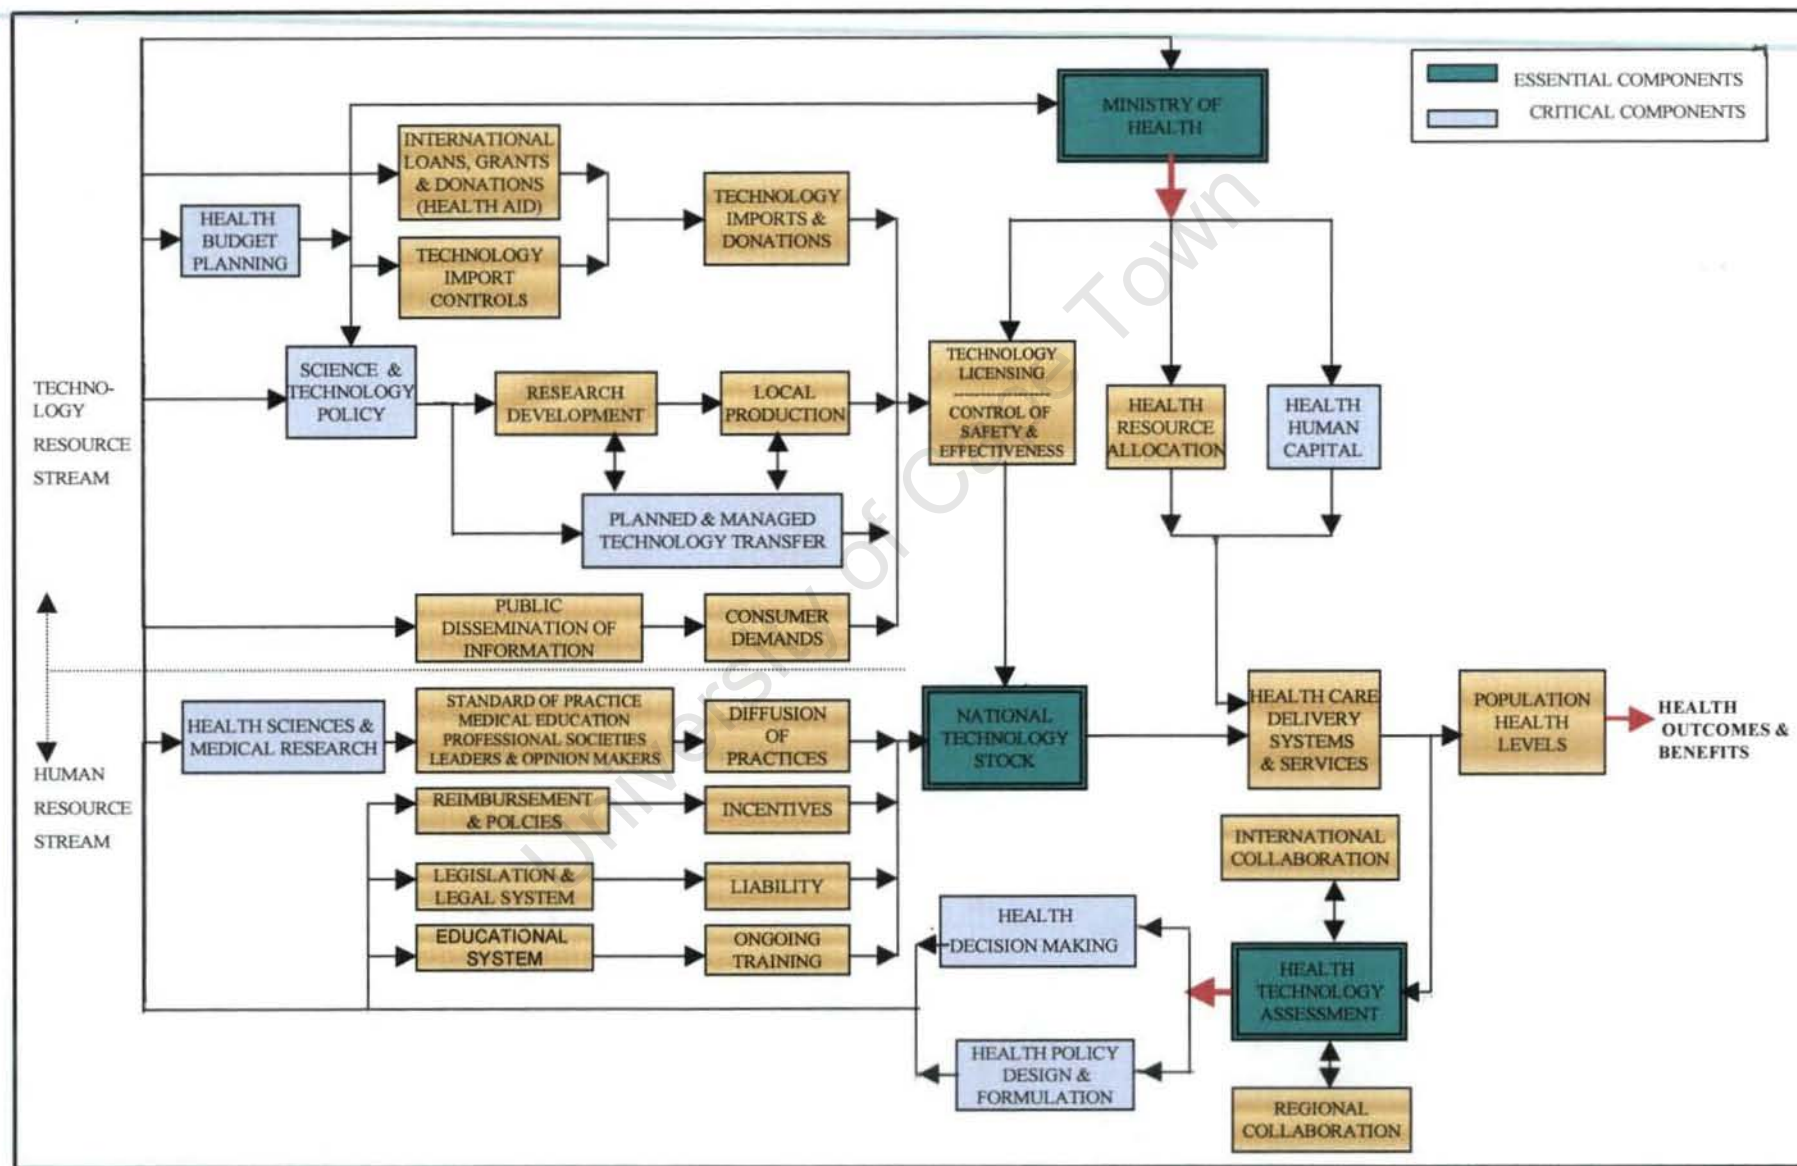 ESSENTIAL COMPONENTS
CRITICAL COMPONENTS
MINISTRY OF
HEALTH
INTERNATIONAL
LOANS, GRANTS
& DONATIONS
(HEALTH AID)
TECHNOLOGY
IMPORTS &
DONATIONS
HEALTH
BUDGET
PLANNING
TECHNOLOGY
IMPORT
CONTROLS
TECHNO-
LOGY
RESOURCE
STREAM
SCIENCE &
TECHNOLOGY
POLICY
RESEARCH
DEVELOPMENT
LOCAL
PRODUCTION
TECHNOLOGY
LICENSING
CONTROL OF
SAFETY &
EFFECTIVENESS
HEALTH
RESOURCE
ALLOCATION
HEALTH
HUMAN
CAPITAL
PLANNED & MANAGED
TECHNOLOGY TRANSFER
PUBLIC
DISSEMINATION OF
INFORMATION
CONSUMER
DEMANDS
HUMAN
RESOURCE
STREAM
HEALTH SCIENCES &
MEDICAL RESEARCH
STANDARD OF PRACTICE
MEDICAL EDUCATION
PROFESSIONAL SOCIETIES
LEADERS & OPINION MAKERS
DIFFUSION
OF
PRACTICES
NATIONAL
TECHNOLOGY
STOCK
HEALTH CARE
DELIVERY
SYSTEMS
& SERVICES
POPULATION
HEALTH
LEVELS
HEALTH
OUTCOMES &
BENEFITS
REIMBURSEMENT
& POLCIES
INCENTIVES
LEGISLATION &
LEGAL SYSTEM
LIABILITY
EDUCATIONAL
SYSTEM
ONGOING
TRAINING
HEALTH
DECISION MAKING
HEALTH POLICY
DESIGN &
FORMULATION
INTERNATIONAL
COLLABORATION
HEALTH
TECHNOLOGY
ASSESSMENT
REGIONAL
COLLABORATION
University of Cape Town